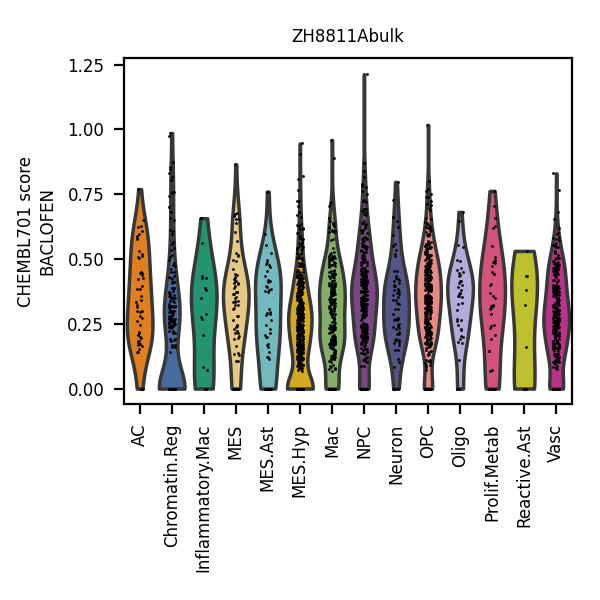 ZH8811Abulk
CHEMBL701 score
BACLOFEN
1.25
1.00
0.75
0.50
0.25
0.00
AC
Chromatin.Reg
Inflammatory.Mac
MES
MES.Ast
MES.Hyp
Mac
NPC
Neuron
OPC
Oligo
Prolif.Metab
Reactive.Ast
Vasc